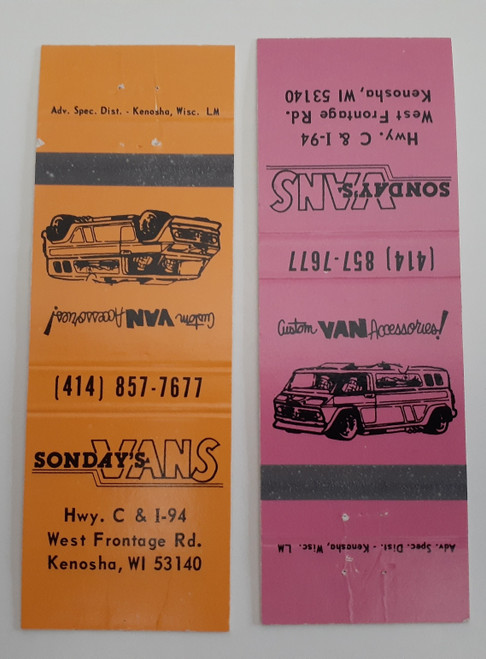 Adv. Spec. Dist. - Kenosha, Wisc. LM
Custom VAN Accessories!
(414) 857-7677
SONDAY'S VANS
Hwy. C & I-94
West Frontage Rd.
Kenosha, WI 53140
Hwy. C & I-94
West Frontage Rd.
Kenosha, WI 53140
SONDAY'S VANS
(414) 857-7677
Custom VAN Accessories!
Adv. Spec. Dist. - Kenosha, Wisc. LM